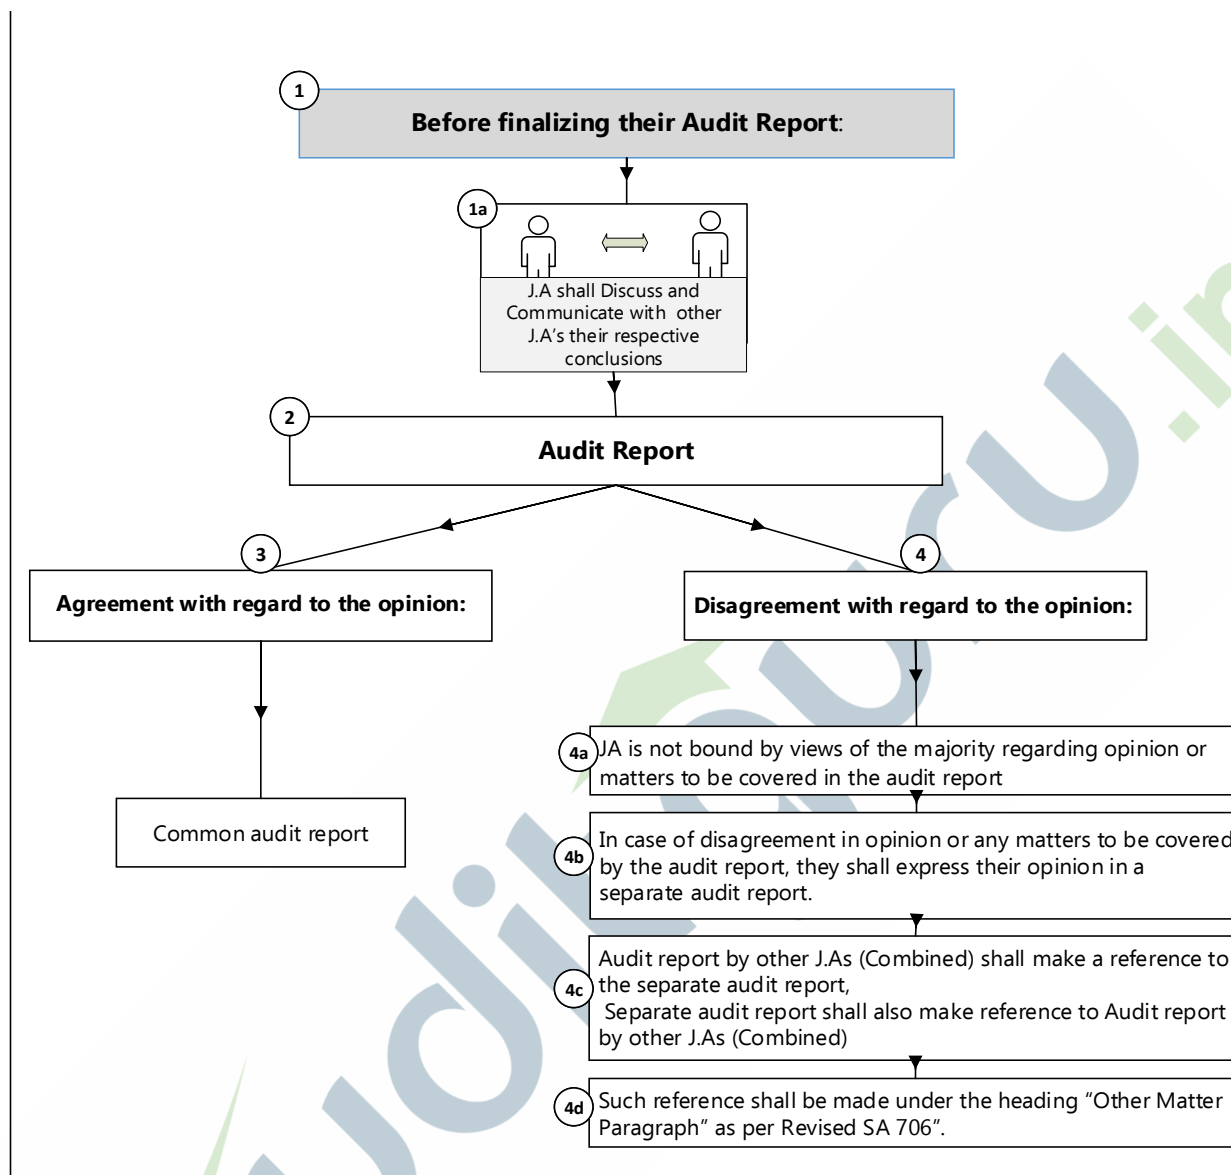 1
Before finalizing their Audit Report:
1a
J.A shall Discuss and
Communicate with other
J.A's their respective
conclusions
2
Audit Report
3
Agreement with regard to the opinion:
Common audit report
4
Disagreement with regard to the opinion:
4a
JA is not bound by views of the majority regarding opinion or
matters to be covered in the audit report
4b
In case of disagreement in opinion or any matters to be covered
by the audit report, they shall express their opinion in a
separate audit report.
4c
Audit report by other J.As (Combined) shall make a reference to
the separate audit report,
Separate audit report shall also make reference to Audit report
by other J.As (Combined)
4d
Such reference shall be made under the heading “Other Matter
Paragraph” as per Revised SA 706”.